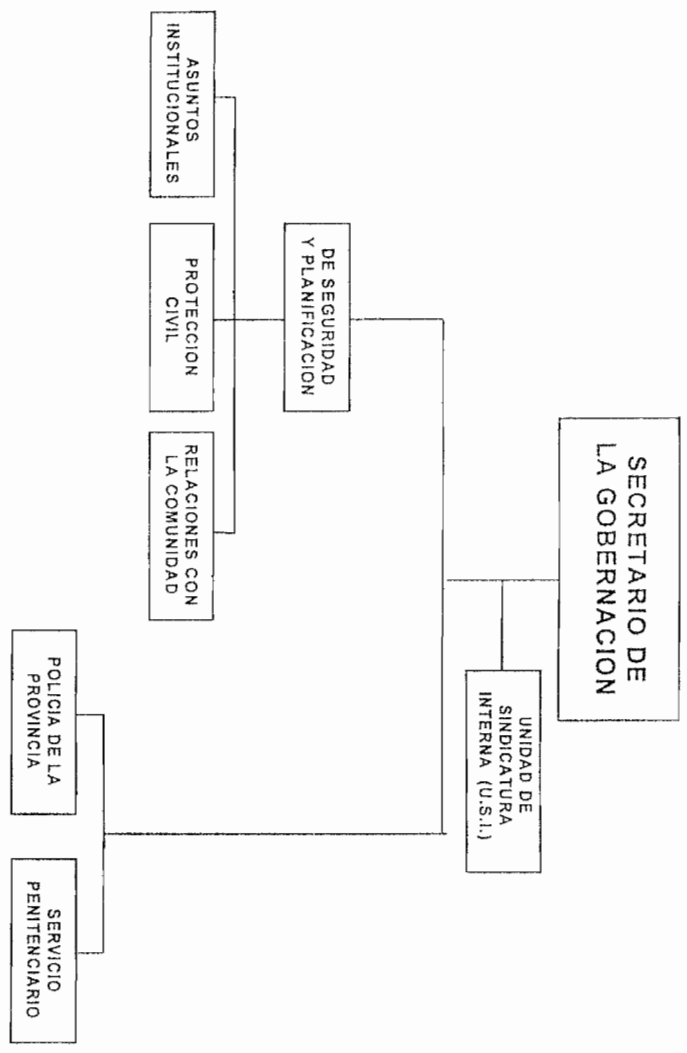 SECRETARIO DE
LA GOBERNACION
UNIDAD DE
SINDICATURA
INTERNA (U.S.I.)
DE SEGURIDAD
Y PLANIFICACION
ASUNTOS
INSTITUCIONALES
PROTECCION
CIVIL
RELACIONES CON
LA COMUNIDAD
POLICIA DE LA
PROVINCIA
SERVICIO
PENITENCIARIO